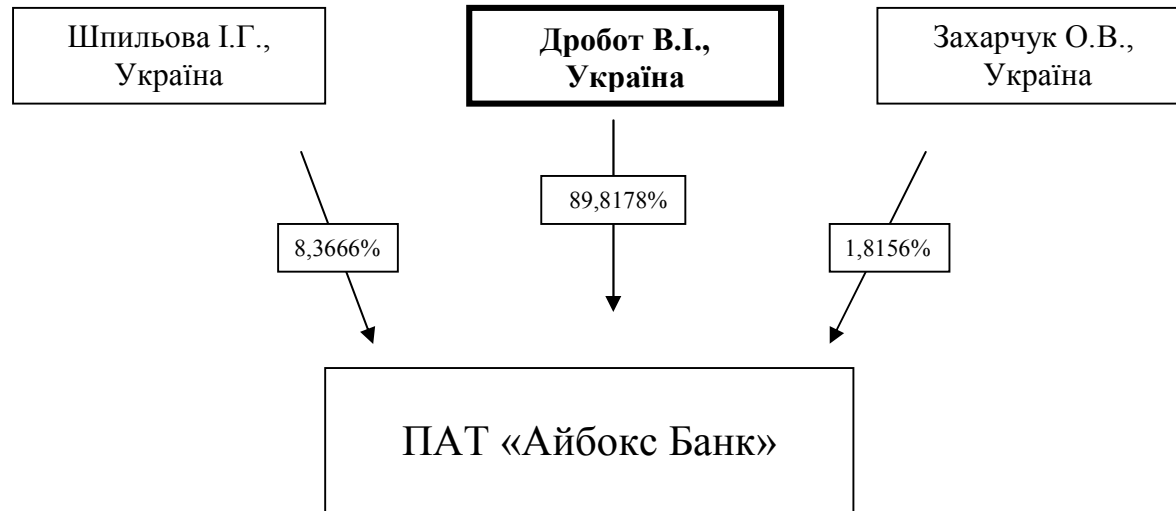 Шпильова І.Г.,
Україна
Дробот В.І.,
Україна
Захарчук О.В.,
Україна
89,8178%
8,3666%
1,8156%
ПАТ «Айбокс Банк»